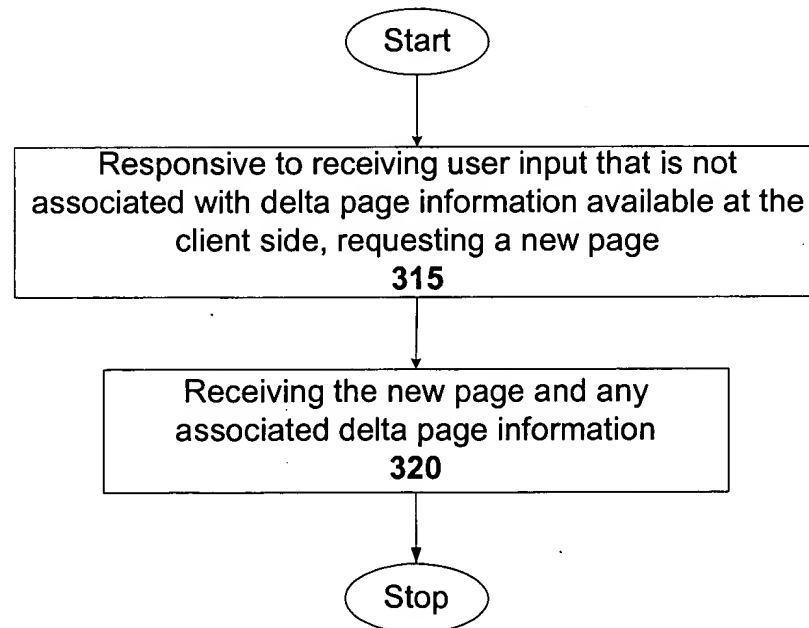 Start
Responsive to receiving user input that is not
associated with delta page information available at the
client side, requesting a new page
315
Receiving the new page and any
associated delta page information
320
Stop